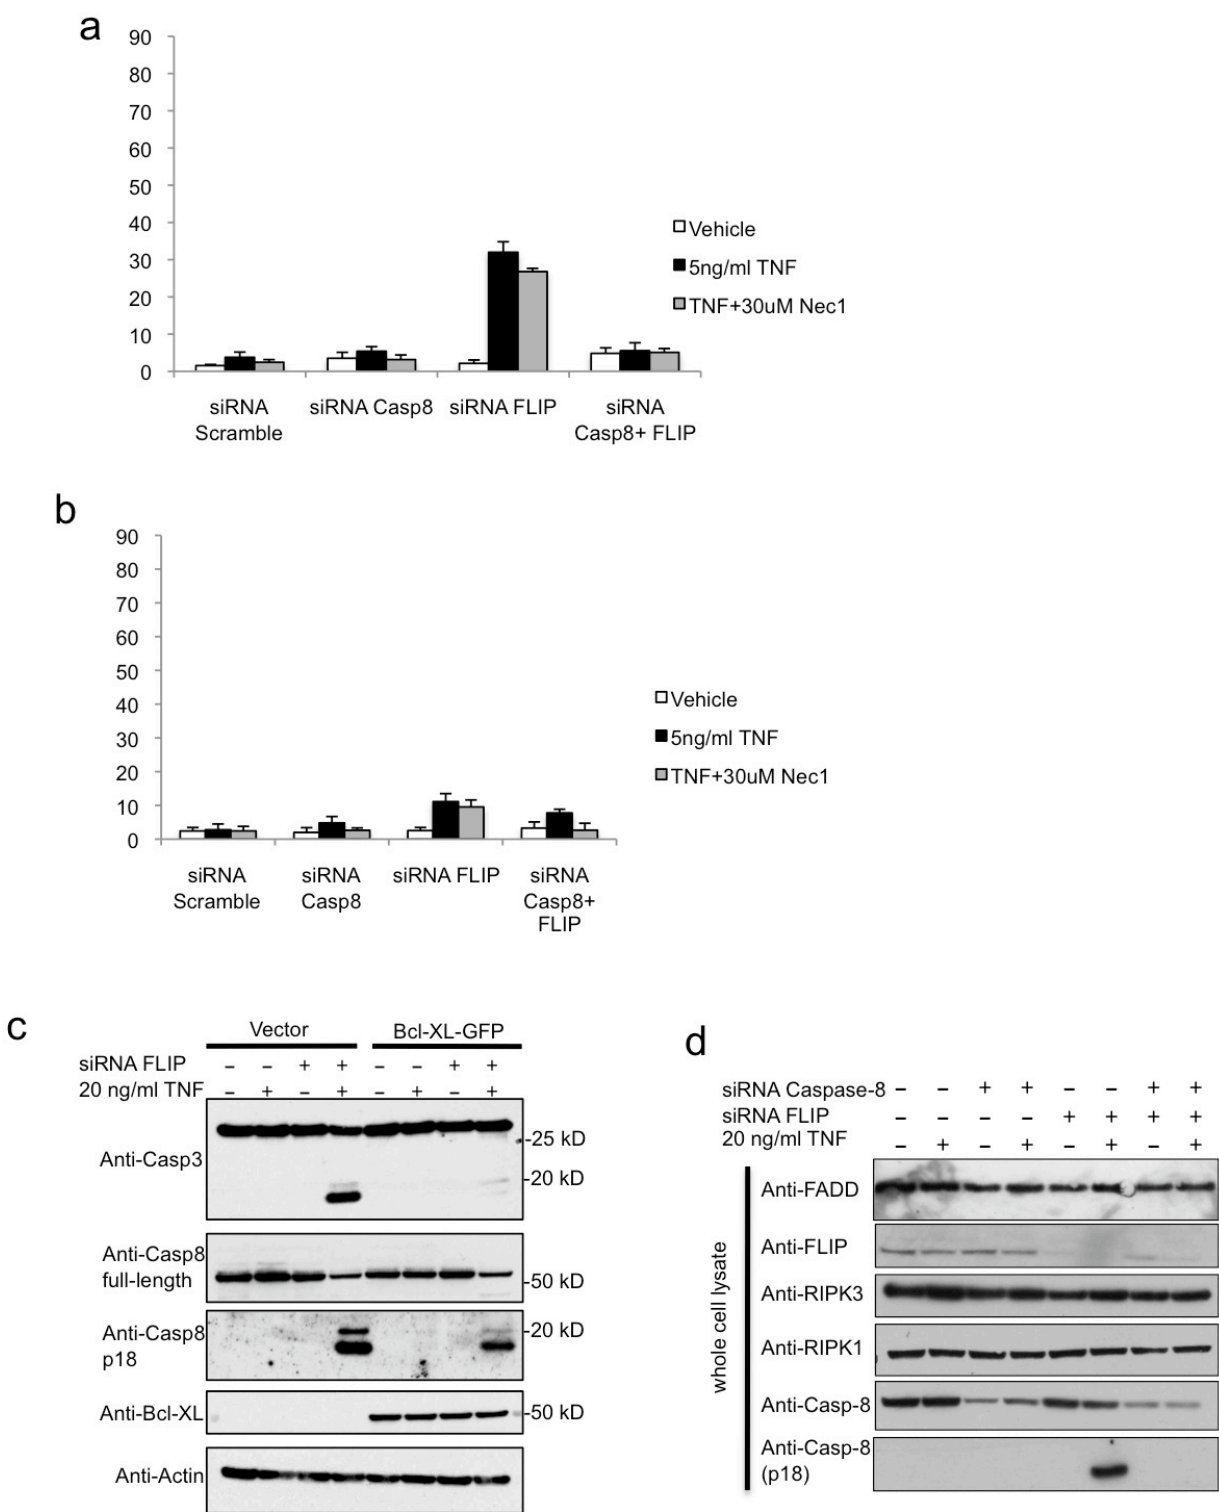 a
90
80
70
60
50
40
30
20
10
0
Vehicle
5ng/ml TNF
TNF+30uM Nec1
siRNA
Scramble
siRNA Casp8
siRNA FLIP
siRNA
Casp8+ FLIP
b
90
80
70
60
50
40
30
20
10
0
Vehicle
5ng/ml TNF
TNF+30uM Nec1
siRNA
Scramble
siRNA
Casp8
siRNA FLIP
siRNA
Casp8+
FLIP
c
Vector Bcl-XL-GFP
siRNA FLIP – – + + – – + +
20 ng/ml TNF – + – + – + – +
Anti-Casp3
-25 kD
-20 kD
Anti-Casp8
full-length
-50 kD
Anti-Casp8
p18
-20 kD
Anti-Bcl-XL
-50 kD
Anti-Actin
d
siRNA Caspase-8 – – + + – – + +
siRNA FLIP – – – – + + + +
20 ng/ml TNF – + – + – + – +
whole cell lysate
Anti-FADD
Anti-FLIP
Anti-RIPK3
Anti-RIPK1
Anti-Casp-8
Anti-Casp-8
(p18)